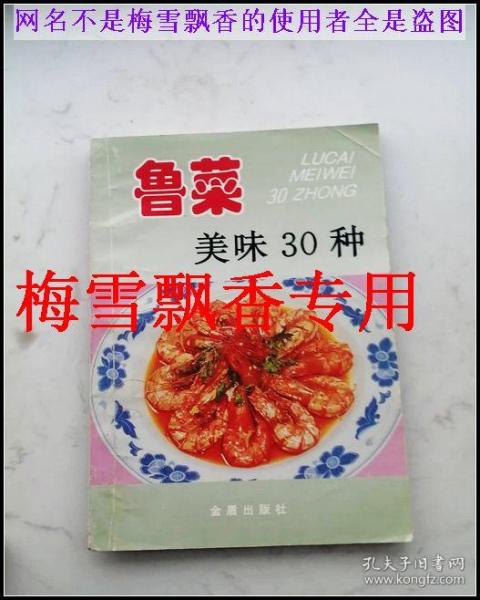 网名不是梅雪飘香的使用者全是盗图
鲁菜
LUCAI
MEIWEI
30 ZHONG
美味30种
梅雪飘香专用
金盾出版社
孔夫子旧书网
www.kongfz.com